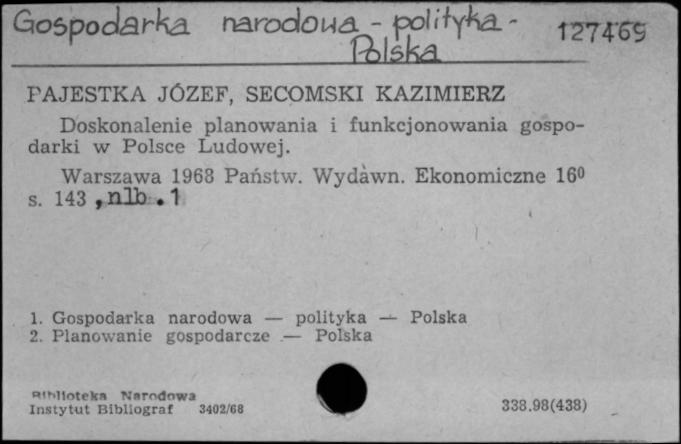 Gospodarka narodowa - polityka -
Polska
127469
PAJESTKA JÓZEF, SECOMSKI KAZIMIERZ
Doskonalenie planowania i funkcjonowania gospo-
darki w Polsce Ludowej.
Warszawa 1968 Państw. Wydawn. Ekonomiczne 16⁰
s. 143 , nlb . 1
1. Gospodarka narodowa — polityka — Polska
2. Planowanie gospodarcze — Polska
Biblioteka Narodowa
Instytut Bibliograf 3402/68
338.98(438)